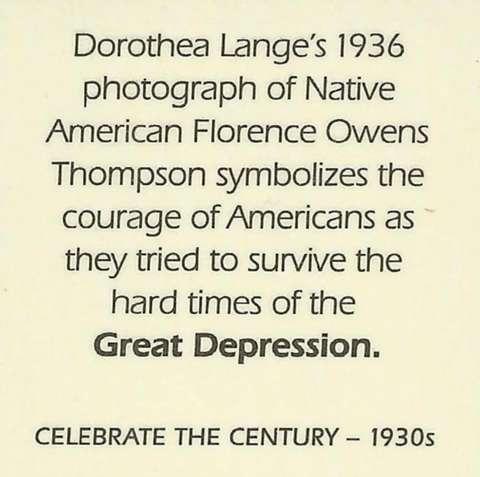 Dorothea Lange's 1936
photograph of Native
American Florence Owens
Thompson symbolizes the
courage of Americans as
they tried to survive the
hard times of the
Great Depression.
CELEBRATE THE CENTURY – 1930s